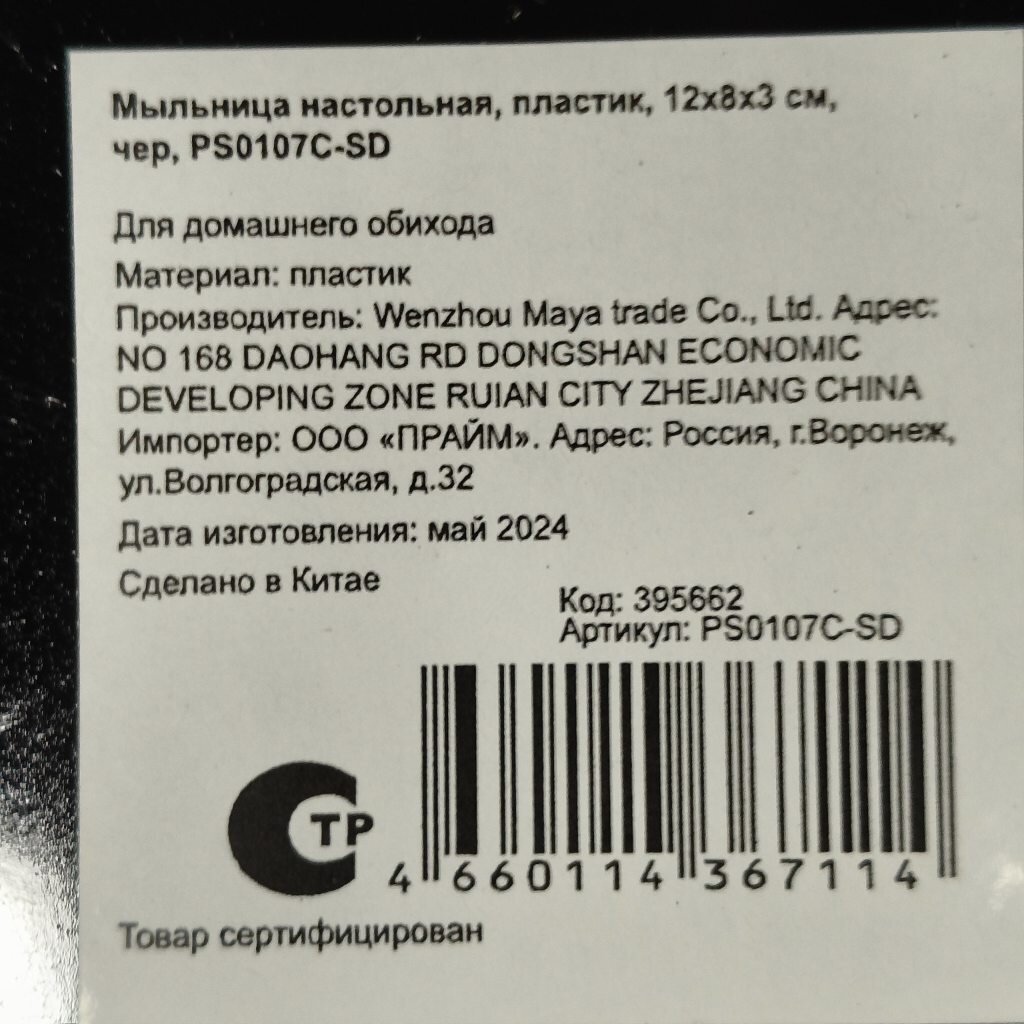 Мыльница настольная, пластик, 12х8х3 см,
чер, PS0107C-SD
Для домашнего обихода
Материал: пластик
Производитель: Wenzhou Maya trade Co., Ltd. Адрес:
NO 168 DAOHANG RD DONGSHAN ECONOMIC
DEVELOPING ZONE RUIAN CITY ZHEJIANG CHINA
Импортер: ООО «ПРАЙМ». Адрес: Россия, г.Воронеж,
ул.Волгоградская, д.32
Дата изготовления: май 2024
Сделано в Китае
Код: 395662
Артикул: PS0107C-SD
СТР
4 660114 367114
Товар сертифицирован